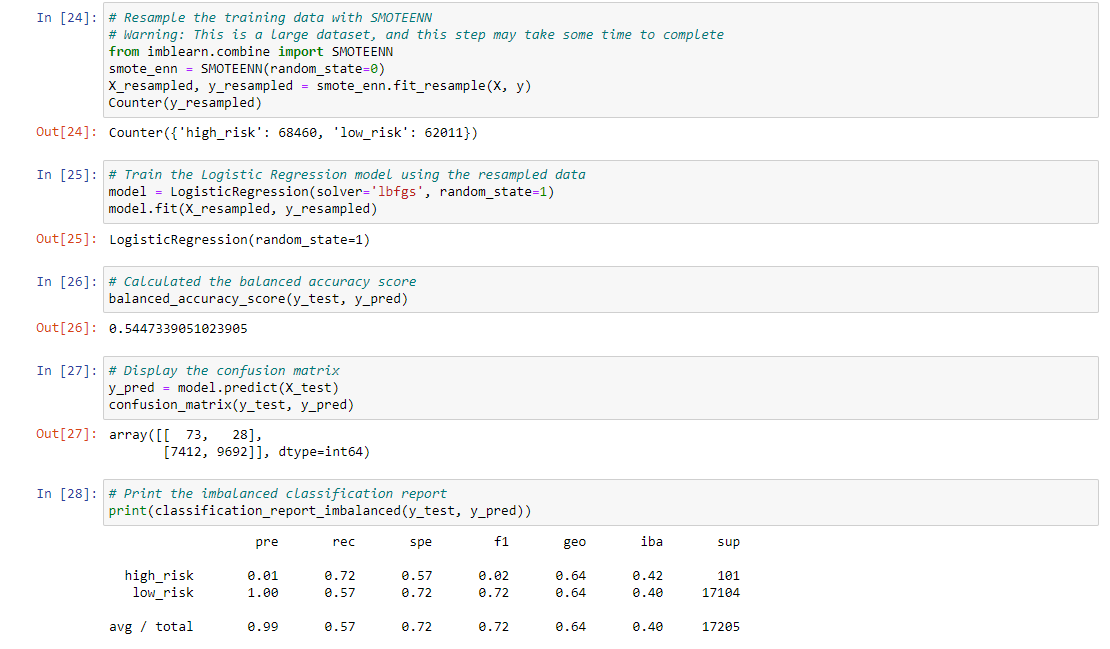 In [24]: # Resample the training data with SMOTEENN
# Warning: This is a large dataset, and this step may take some time to complete
from imblearn.combine import SMOTEENN
smote_enn = SMOTEENN(random_state=0)
X_resampled, y_resampled = smote_enn.fit_resample(X, y)
Counter(y_resampled)
Out[24]: Counter({'high_risk': 68460, 'low_risk': 62011})
In [25]: # Train the Logistic Regression model using the resampled data
model = LogisticRegression(solver='lbfgs', random_state=1)
model.fit(X_resampled, y_resampled)
Out[25]: LogisticRegression(random_state=1)
In [26]: # Calculated the balanced accuracy score
balanced_accuracy_score(y_test, y_pred)
Out[26]: 0.5447339051023905
In [27]: # Display the confusion matrix
y_pred = model.predict(X_test)
confusion_matrix(y_test, y_pred)
Out[27]: array([[ 73, 28],
[7412, 9692]], dtype=int64)
In [28]: # Print the imbalanced classification report
print(classification_report_imbalanced(y_test, y_pred))
pre rec spe f1 geo iba sup
high_risk 0.01 0.72 0.57 0.02 0.64 0.42 101
low_risk 1.00 0.57 0.72 0.72 0.64 0.40 17104
avg / total 0.99 0.57 0.72 0.72 0.64 0.40 17205